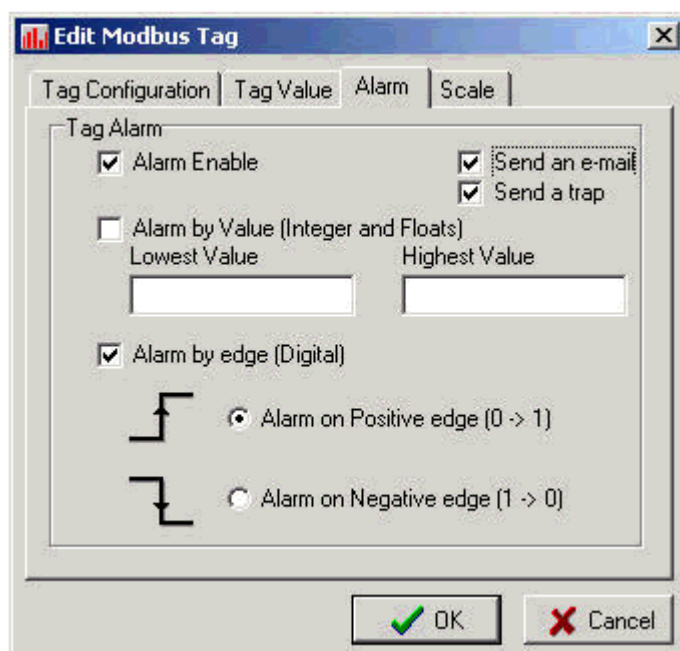 Edit Modbus Tag
Tag Configuration Tag Value Alarm Scale
Tag Alarm
Alarm Enable Send an e-mail
Send a trap
Alarm by Value (Integer and Floats)
Lowest Value Highest Value
Alarm by edge (Digital)
Alarm on Positive edge (0 -> 1)
Alarm on Negative edge (1 -> 0)
OK Cancel